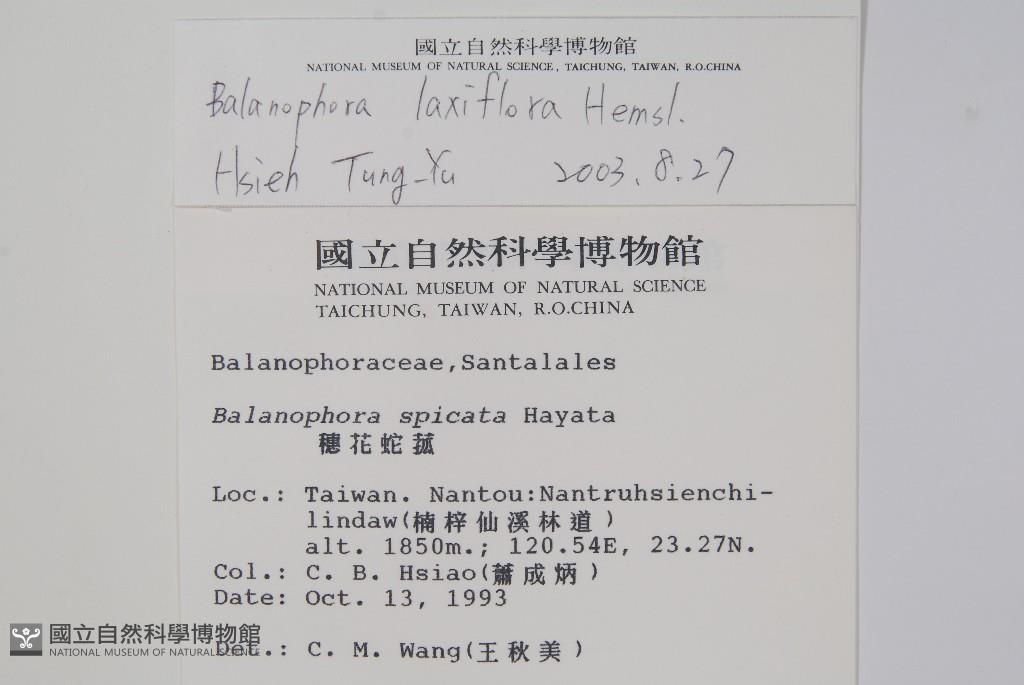 國立自然科學博物館
NATIONAL MUSEUM OF NATURAL SCIENCE, TAICHUNG, TAIWAN, R.O.CHINA
Balanophora laxiflora Hemsl.
Hsieh Tung-Yu 2003.8.27
國立自然科學博物館
NATIONAL MUSEUM OF NATURAL SCIENCE
TAICHUNG, TAIWAN, R.O.CHINA
Balanophoraceae,Santalales
Balanophora spicata Hayata
穗花蛇菰
Loc.: Taiwan. Nantou:Nantruhsienchi-
lindaw(楠梓仙溪林道)
alt. 1850m.; 120.54E, 23.27N.
Col.: C. B. Hsiao(蕭成炳)
Date: Oct. 13, 1993
Det.: C. M. Wang(王秋美)
國立自然科學博物館
NATIONAL MUSEUM OF NATURAL SCIENCE